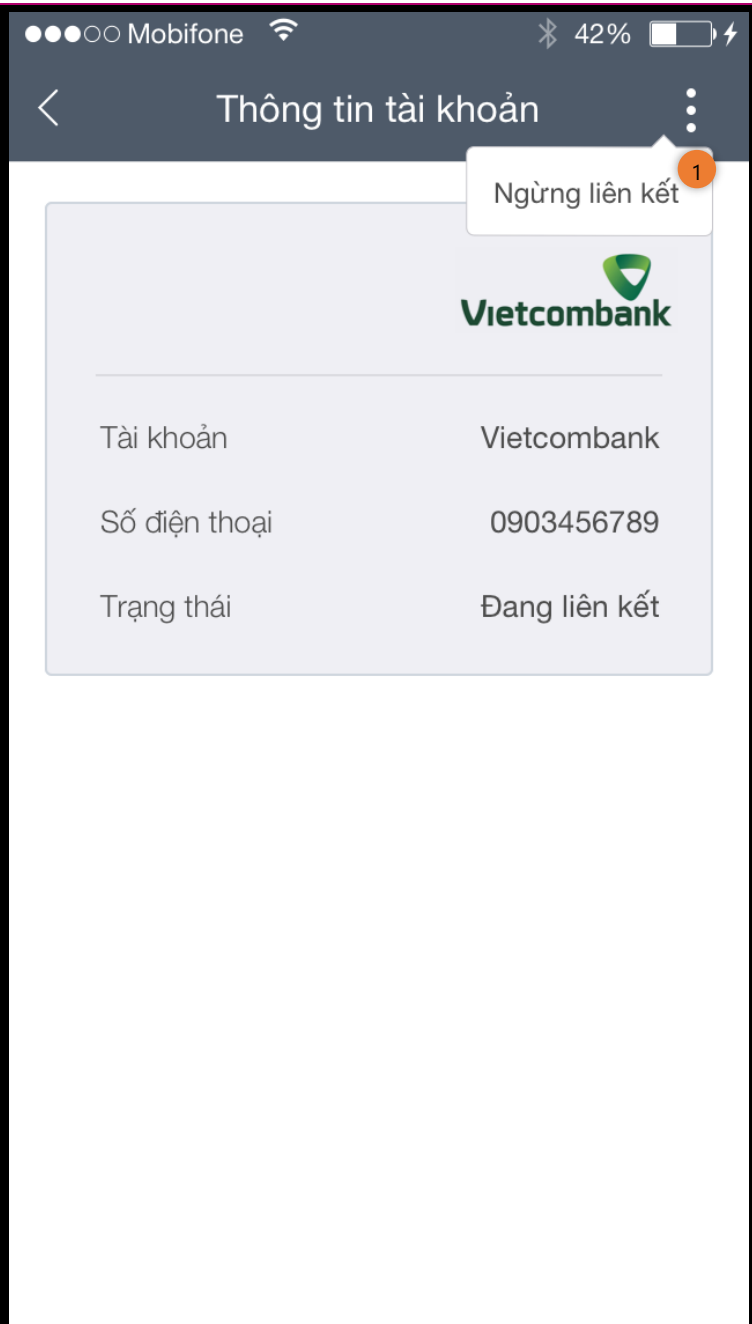 Mobifone 42%
Thông tin tài khoản
1
Ngừng liên kết
Vietcombank
Tài khoản Vietcombank
Số điện thoại 0903456789
Trạng thái Đang liên kết